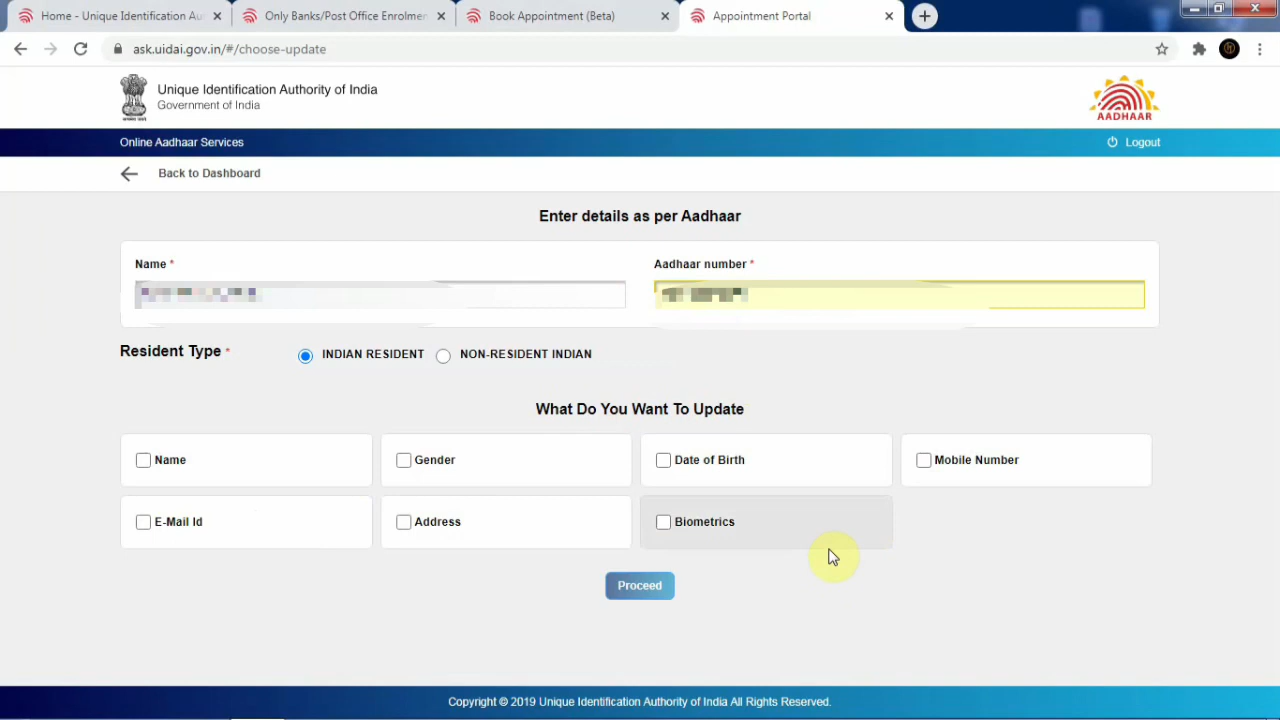 Home - Unique Identification Au
Only Banks/Post Office Enrolmen
Book Appointment (Beta)
Appointment Portal
ask.uidai.gov.in/#/choose-update
Unique Identification Authority of India
Government of India
AADHAAR
Online Aadhaar Services
Logout
Back to Dashboard
Enter details as per Aadhaar
Name *
Aadhaar number *
Resident Type *
INDIAN RESIDENT
NON-RESIDENT INDIAN
What Do You Want To Update
Name
Gender
Date of Birth
Mobile Number
E-Mail Id
Address
Biometrics
Proceed
Copyright © 2019 Unique Identification Authority of India All Rights Reserved.